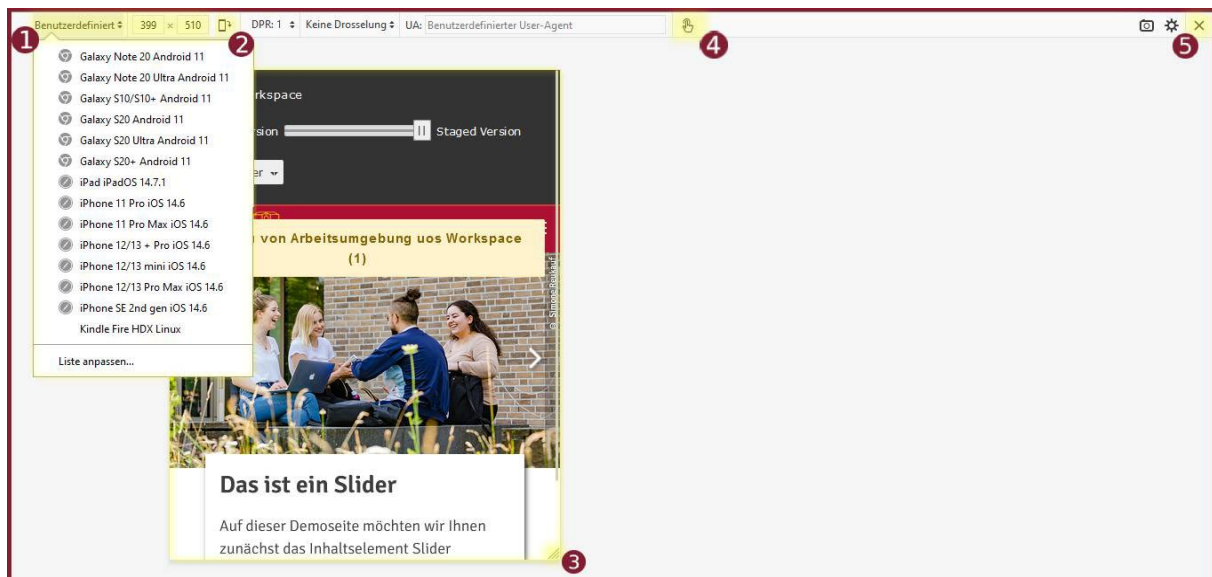 Benutzerdefiniert 399 × 510 DPR: 1 Keine Drosselung UA: Benutzerdefinierter User-Agent
1
2
4
5
Galaxy Note 20 Android 11
Galaxy Note 20 Ultra Android 11
Galaxy S10/S10+ Android 11
Galaxy S20 Android 11
Galaxy S20 Ultra Android 11
Galaxy S20+ Android 11
iPad iPadOS 14.7.1
iPhone 11 Pro iOS 14.6
iPhone 11 Pro Max iOS 14.6
iPhone 12/13 + Pro iOS 14.6
iPhone 12/13 mini iOS 14.6
iPhone 12/13 Pro Max iOS 14.6
iPhone SE 2nd gen iOS 14.6
Kindle Fire HDX Linux
Liste anpassen...
rkspace
rsion Staged Version
er
von Arbeitsumgebung uos Workspace
(1)
Das ist ein Slider
Auf dieser Demoseite möchten wir Ihnen
zunächst das Inhaltselement Slider
3